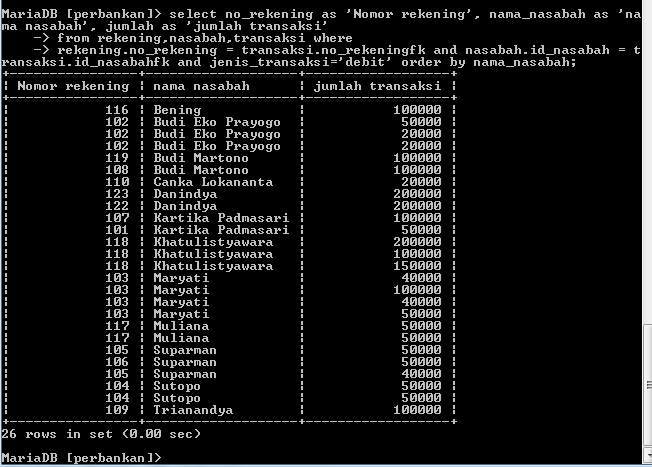 MariaDB [perbankan]> select no_rekening as 'Nomor rekening', nama_nasabah as 'na
ma nasabah', jumlah as 'jumlah transaksi'
-> from rekening,nasabah,transaksi where
-> rekening.no_rekening = transaksi.no_rekeningfk and nasabah.id_nasabah = t
ransaksi.id_nasabahfk and jenis_transaksi='debit' order by nama_nasabah;
+----------------+-------------------+------------------+
| Nomor rekening | nama nasabah | jumlah transaksi |
+----------------+-------------------+------------------+
| 116 | Bening | 100000 |
| 102 | Budi Eko Prayogo | 50000 |
| 102 | Budi Eko Prayogo | 20000 |
| 102 | Budi Eko Prayogo | 20000 |
| 119 | Budi Martono | 100000 |
| 108 | Budi Martono | 100000 |
| 110 | Canka Lokananta | 20000 |
| 123 | Danindya | 200000 |
| 122 | Danindya | 200000 |
| 107 | Kartika Padmasari | 100000 |
| 101 | Kartika Padmasari | 50000 |
| 118 | Khatulistyawara | 200000 |
| 118 | Khatulistyawara | 100000 |
| 118 | Khatulistyawara | 150000 |
| 103 | Maryati | 40000 |
| 103 | Maryati | 100000 |
| 103 | Maryati | 40000 |
| 103 | Maryati | 50000 |
| 117 | Muliana | 50000 |
| 117 | Muliana | 50000 |
| 105 | Suparman | 50000 |
| 106 | Suparman | 50000 |
| 105 | Suparman | 40000 |
| 104 | Sutopo | 50000 |
| 104 | Sutopo | 50000 |
| 109 | Trianandya | 100000 |
+----------------+-------------------+------------------+
26 rows in set (0.00 sec)
MariaDB [perbankan]>